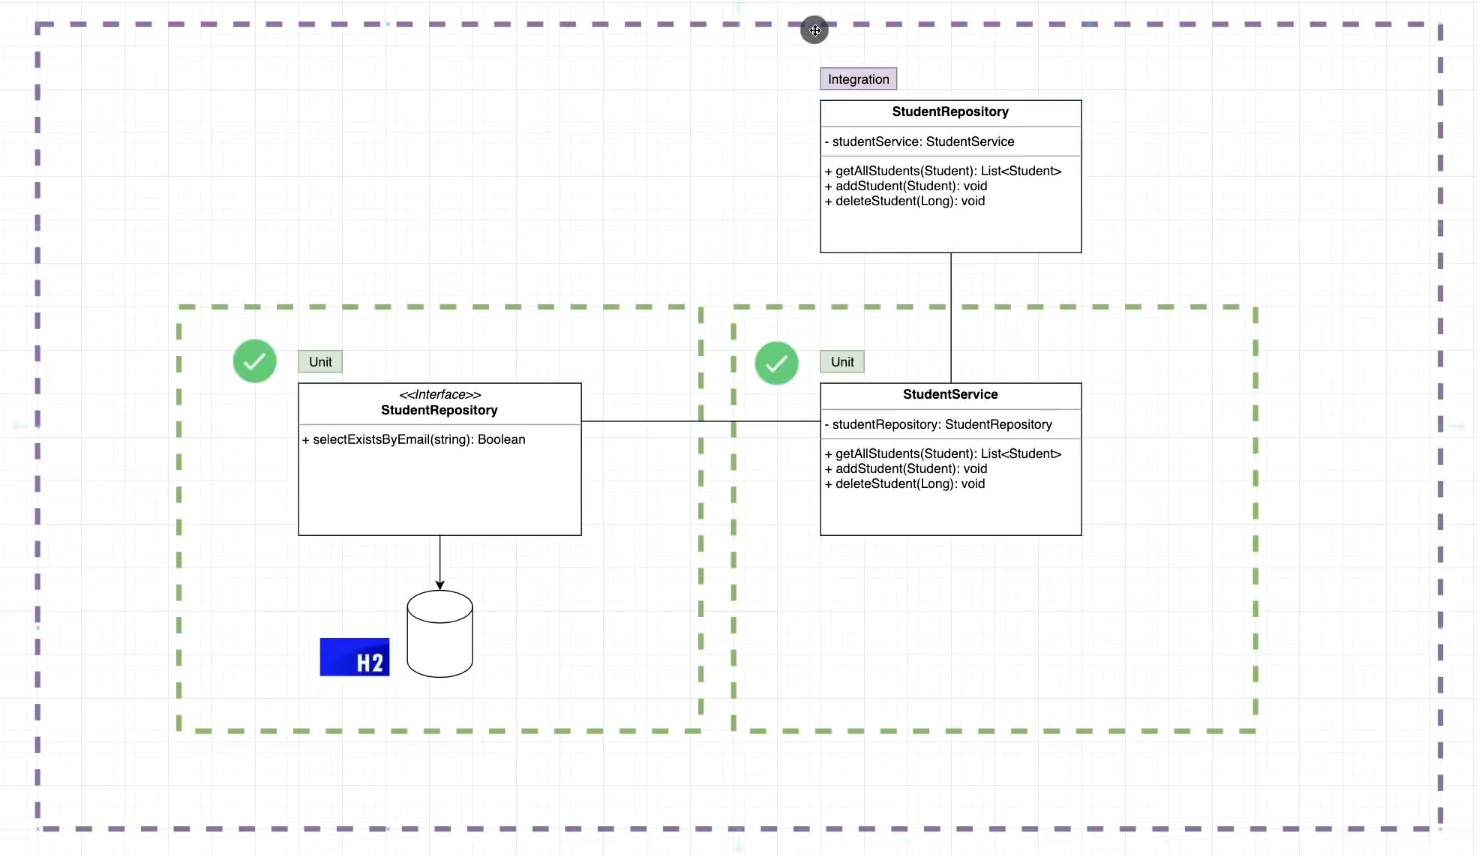 Integration
StudentRepository
- studentService: StudentService
+ getAllStudents(Student): List<Student>
+ addStudent(Student): void
+ deleteStudent(Long): void
Unit
<<Interface>>
StudentRepository
+ selectExistsByEmail(string): Boolean
H2
Unit
StudentService
- studentRepository: StudentRepository
+ getAllStudents(Student): List<Student>
+ addStudent(Student): void
+ deleteStudent(Long): void